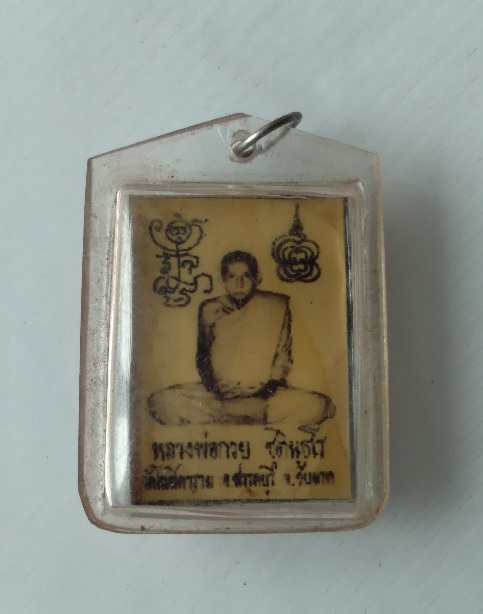 หลวงพ่อกวย ชุตินฺธโร
วัดโฆสิตาราม อ.สรรคบุรี จ.ชัยนาท